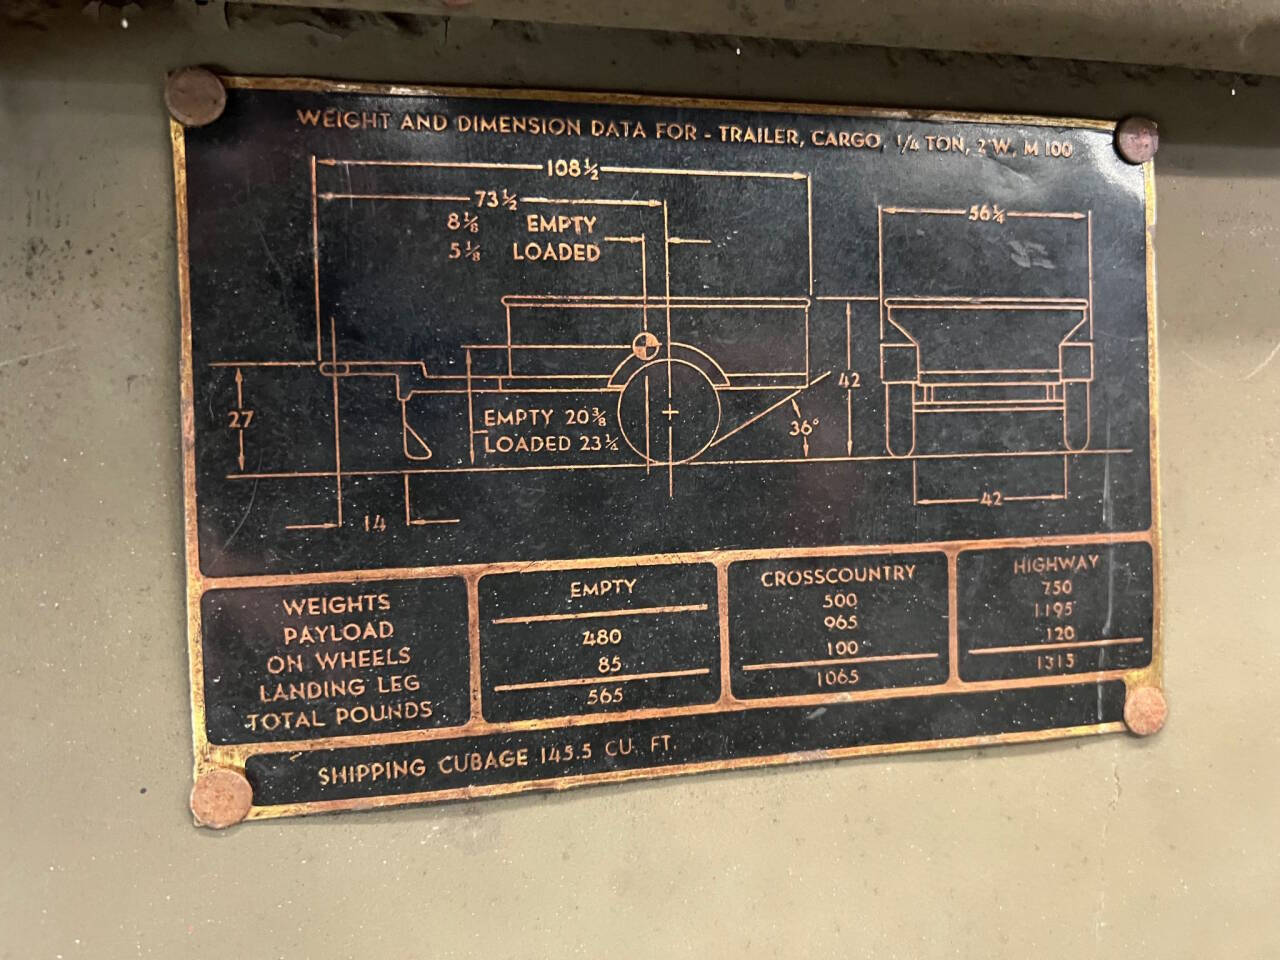 WEIGHT AND DIMENSION DATA FOR - TRAILER, CARGO, 1/4 TON, 2 W, M 100
108½
73½
8⅛ EMPTY
5⅛ LOADED
56¼
27
EMPTY 20⅜
LOADED 23¼
42
36°
14
42
WEIGHTS EMPTY CROSSCOUNTRY HIGHWAY
PAYLOAD 500 750
ON WHEELS 480 965 1195
LANDING LEG 85 100 120
TOTAL POUNDS 565 1065 1315
SHIPPING CUBAGE 145.5 CU. FT.